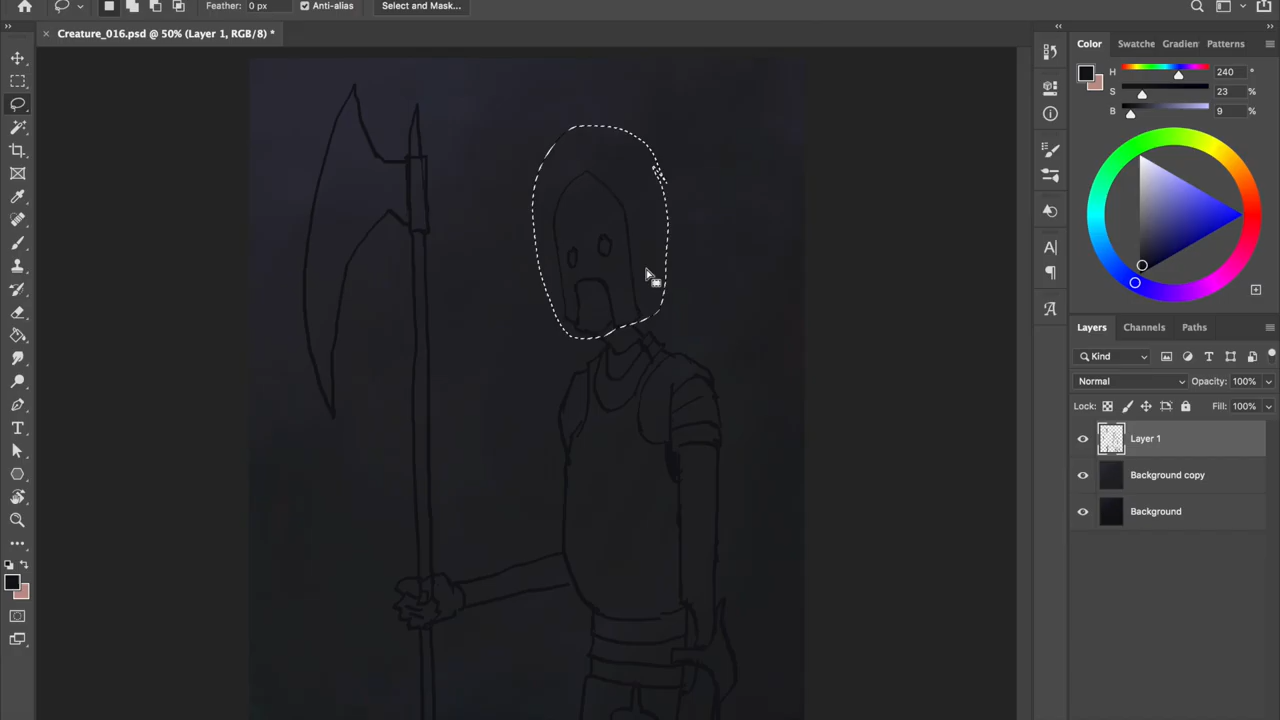 Feather: 0 px Anti-alias Select and Mask...
× Creature_016.psd @ 50% (Layer 1, RGB/8) *
Color Swatche Gradien Patterns
H 240 °
S 23 %
B 9 %
Layers Channels Paths
Kind
Normal Opacity: 100%
Lock: Fill: 100%
Layer 1
Background copy
Background